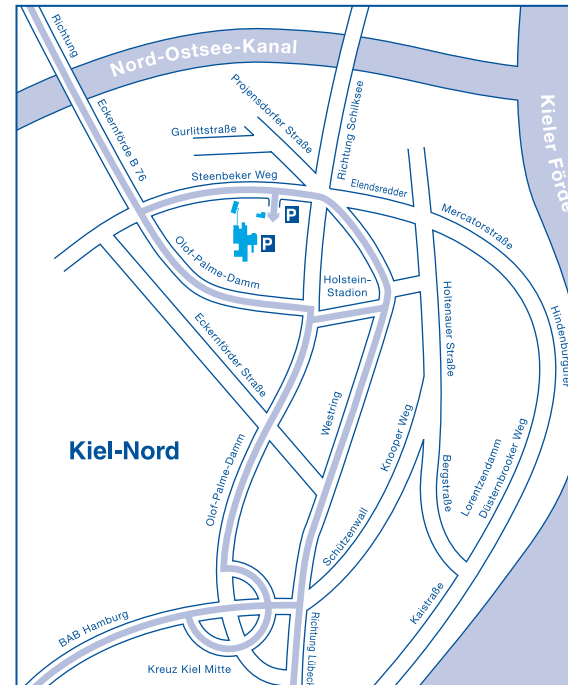 Richtung
Eckernförde B 76
Nord-Ostsee-Kanal
Kieler Förde
Projensdorfer Straße
Gurlittstraße
Richtung Schilksee
Steenbeker Weg
Elendsredder
Mercatorstraße
P
P
Olof-Palme-Damm
Holstein-
Stadion
Hindenburgufer
Holtenauer Straße
Eckernförder Straße
Westring
Knooper Weg
Kiel-Nord
Olof-Palme-Damm
Bergstraße
Lorentzendamm
Düsternbrooker Weg
Schützenwall
Kaistraße
BAB Hamburg
Kreuz Kiel Mitte
Richtung Lübeck